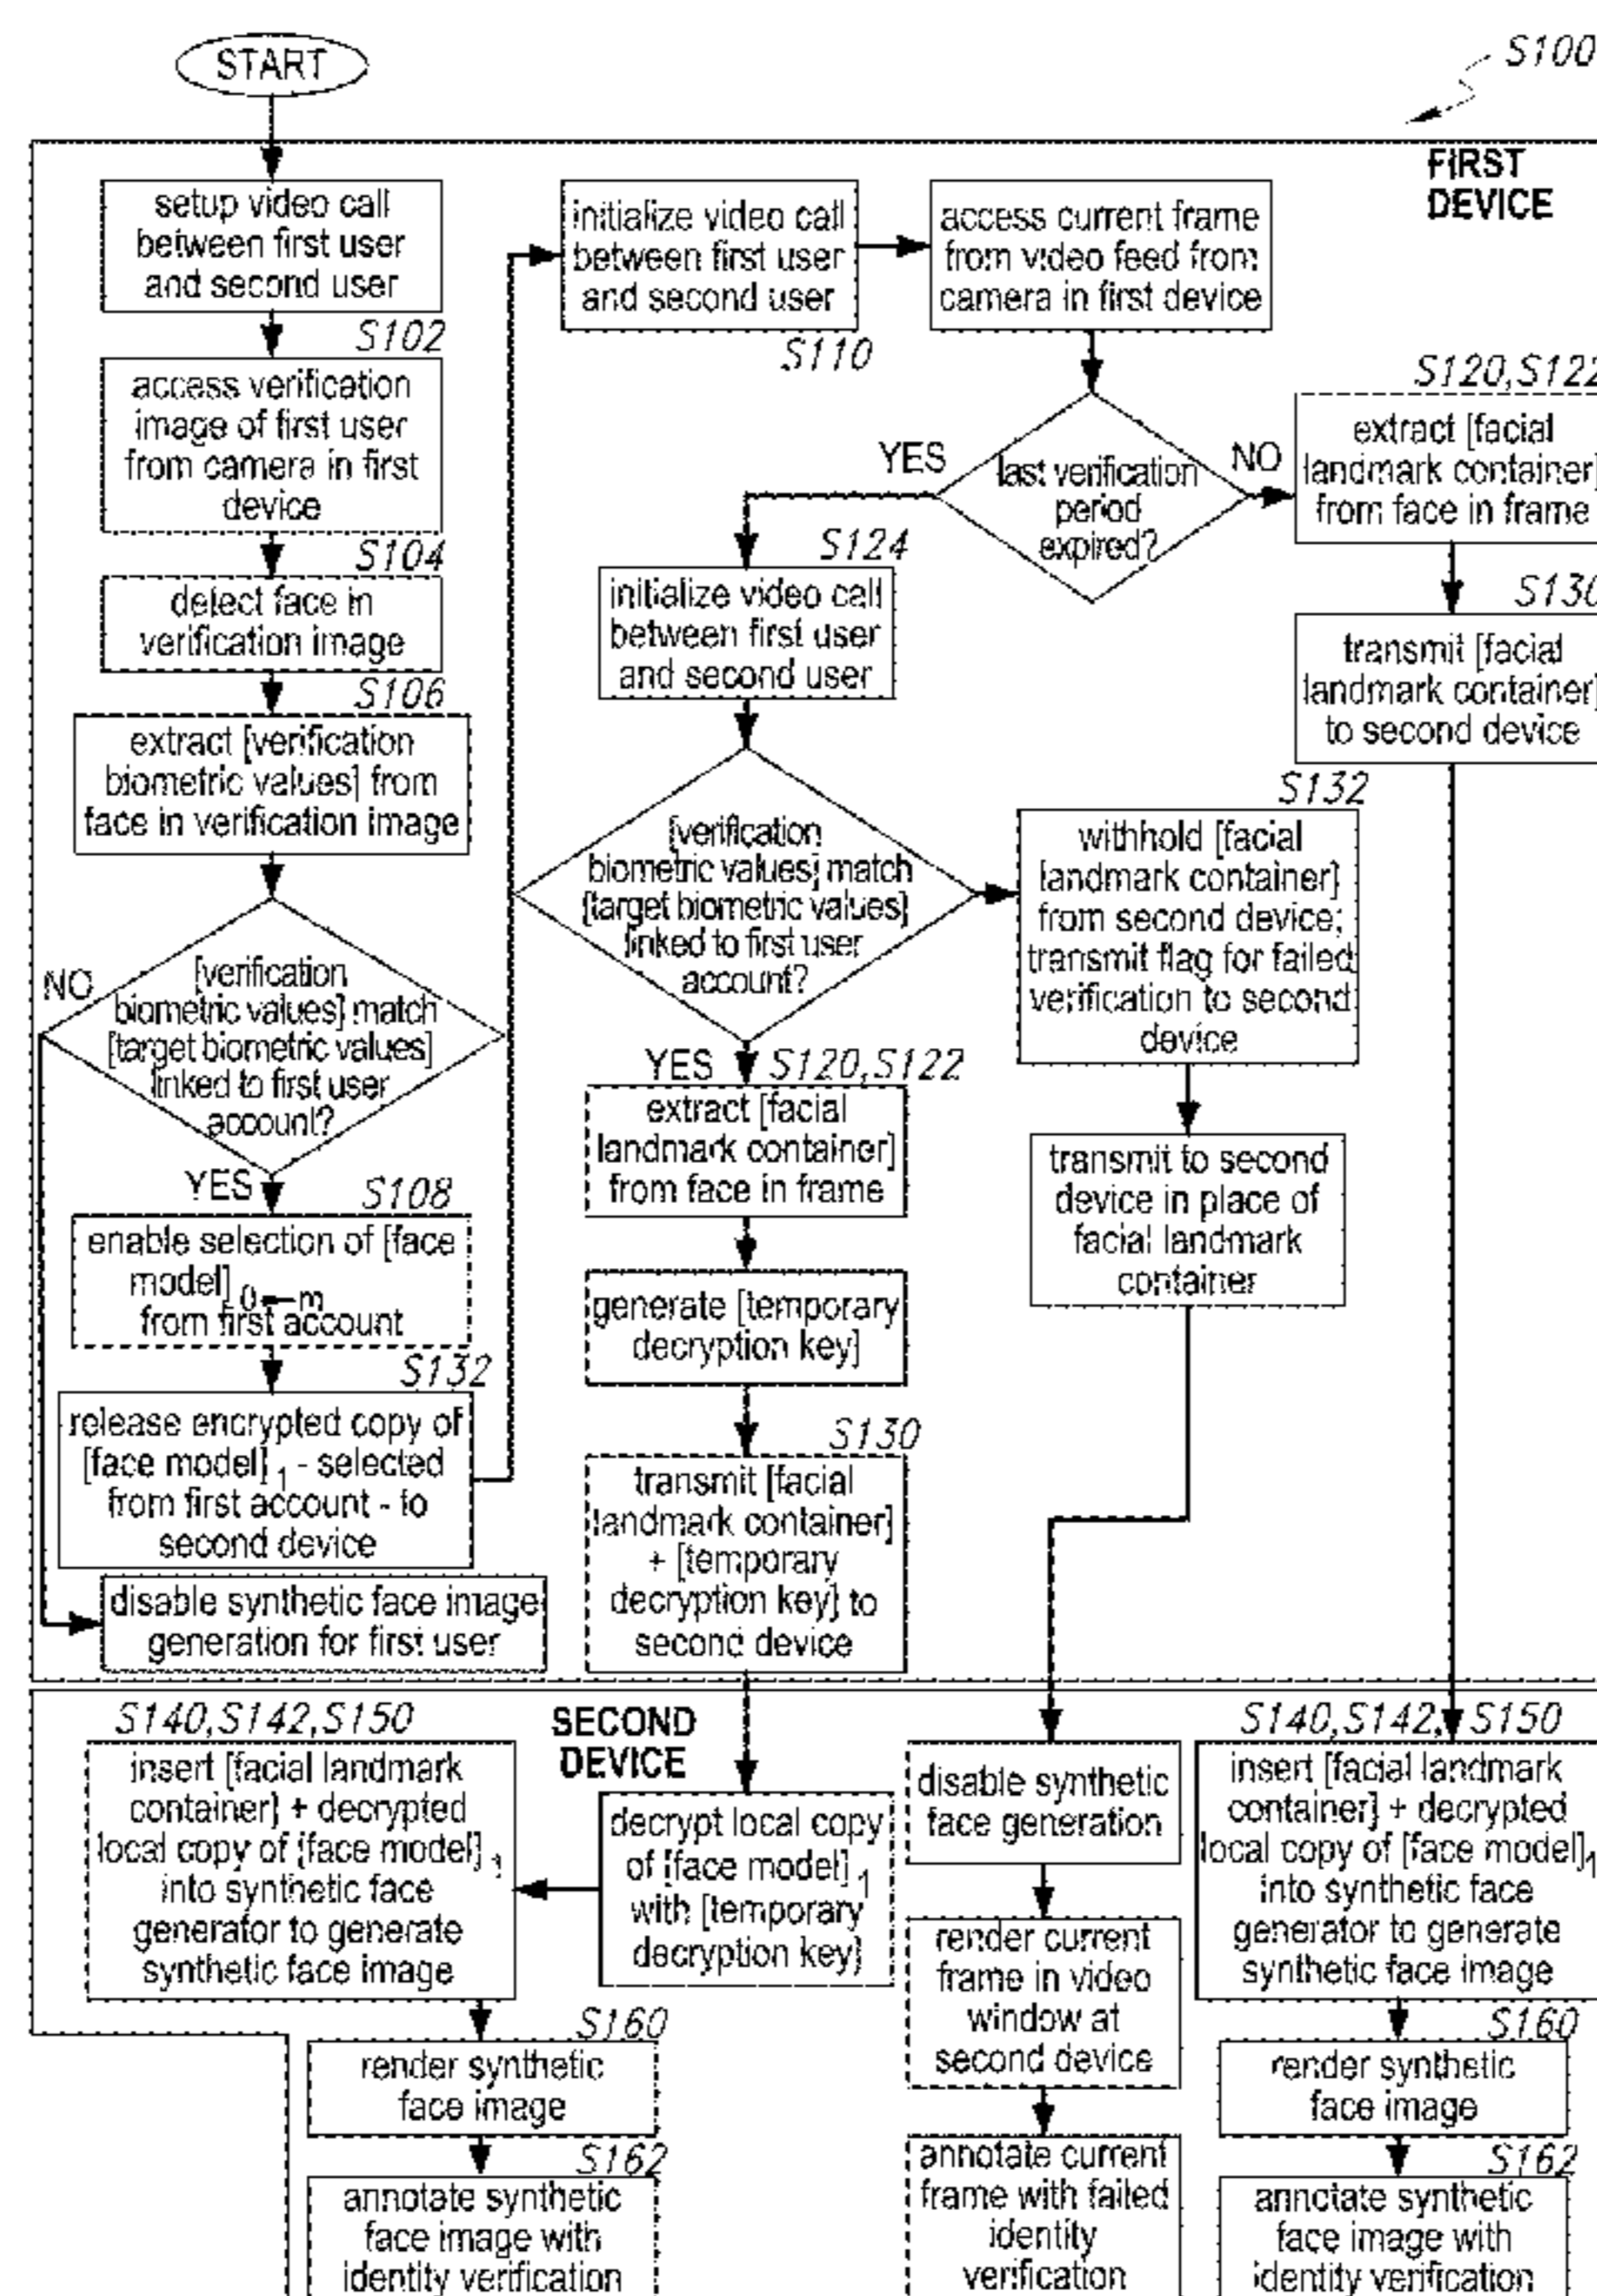 START
S100
FIRST
DEVICE
setup video call
between first user
and second user
S102
access verification
image of first user
from camera in first
device
S104
detect face in
verification image
S106
extract [verification
biometric values] from
face in verification image
NO
[verification
biometric values] match
[target biometric values]
linked to first user
account?
YES
S108
enable selection of [face
model] 0 m
from first account
S132
release encrypted copy of
[face model] 1 - selected
from first account - to
second device
disable synthetic face image
generation for first user
initialize video call
between first user
and second user
S110
access current frame
from video feed from
camera in first device
last verification
period
expired?
YES
NO
S124
initialize video call
between first user
and second user
[verification
biometric values] match
[target biometric values]
linked to first user
account?
YES
S120,S122
extract [facial
landmark container]
from face in frame
generate [temporary
decryption key]
S130
transmit [facial
landmark container]
+ [temporary
decryption key] to
second device
S132
withhold [facial
landmark container]
from second device;
transmit flag for failed
verification to second
device
transmit to second
device in place of
facial landmark
container
S120,S122
extract [facial
landmark container]
from face in frame
S130
transmit [facial
landmark container]
to second device
SECOND
DEVICE
S140,S142,S150
insert [facial landmark
container] + decrypted
local copy of [face model] 1
into synthetic face
generator to generate
synthetic face image
decrypt local copy
of [face model] 1
with [temporary
decryption key]
S160
render synthetic
face image
S162
annotate synthetic
face image with
identity verification
disable synthetic
face generation
render current
frame in video
window at
second device
annotate current
frame with failed
identity
verification
S140,S142, S150
insert [facial landmark
container] + decrypted
local copy of [face model]1
into synthetic face
generator to generate
synthetic face image
S160
render synthetic
face image
S162
annotate synthetic
face image with
identity verification